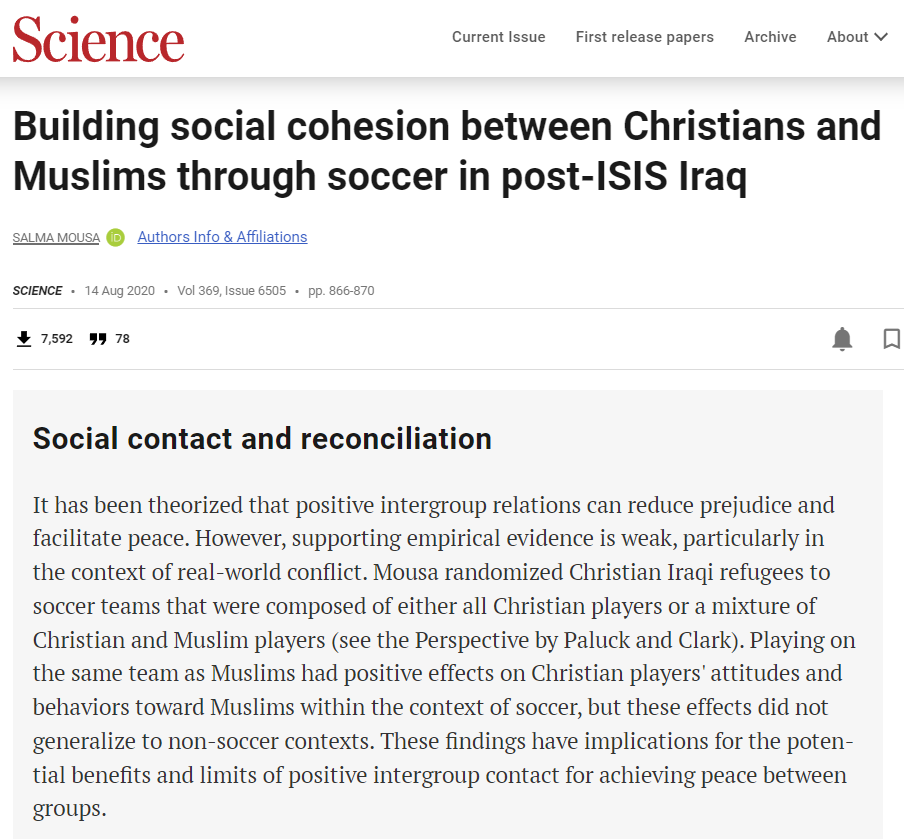 Science
Current Issue First release papers Archive About
Building social cohesion between Christians and
Muslims through soccer in post-ISIS Iraq
SALMA MOUSA iD Authors Info & Affiliations
SCIENCE • 14 Aug 2020 • Vol 369, Issue 6505 • pp. 866-870
7,592 78
Social contact and reconciliation
It has been theorized that positive intergroup relations can reduce prejudice and
facilitate peace. However, supporting empirical evidence is weak, particularly in
the context of real-world conflict. Mousa randomized Christian Iraqi refugees to
soccer teams that were composed of either all Christian players or a mixture of
Christian and Muslim players (see the Perspective by Paluck and Clark). Playing on
the same team as Muslims had positive effects on Christian players' attitudes and
behaviors toward Muslims within the context of soccer, but these effects did not
generalize to non-soccer contexts. These findings have implications for the poten-
tial benefits and limits of positive intergroup contact for achieving peace between
groups.